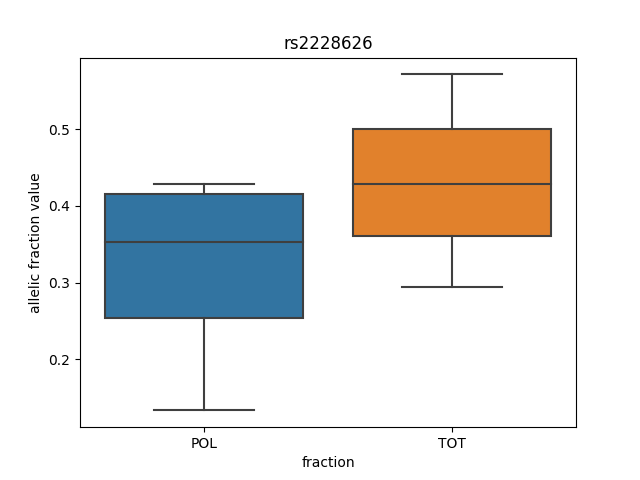 rs2228626
allelic fraction value
0.5
0.4
0.3
0.2
POL
TOT
fraction